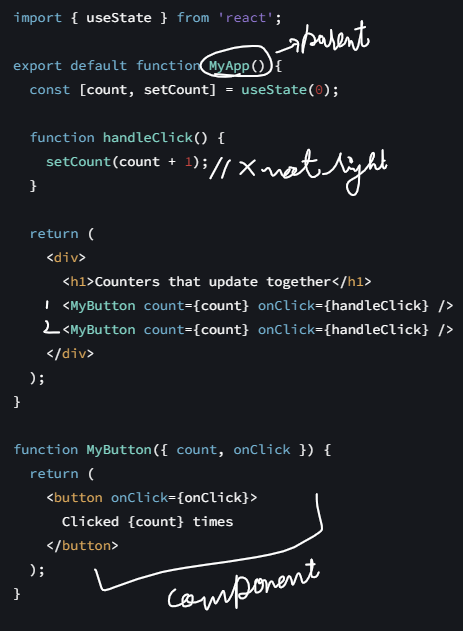 import { useState } from 'react';
→ parent
export default function MyApp() {
const [count, setCount] = useState(0);
function handleClick() {
setCount(count + 1); // X not right
}
return (
<div>
<h1>Counters that update together</h1>
1 <MyButton count={count} onClick={handleClick} />
2 <MyButton count={count} onClick={handleClick} />
</div>
);
}
function MyButton({ count, onClick }) {
return (
<button onClick={onClick}>
Clicked {count} times
</button>
);
component
}